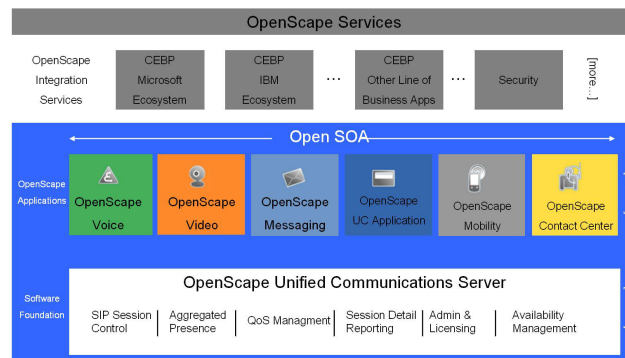 OpenScape Services
OpenScape
Integration
Services
CEBP
Microsoft
Ecosystem
CEBP
IBM
Ecosystem
...
CEBP
Other Line of
Business Apps
...
Security
[more...]
Open SOA
OpenScape
Applications
OpenScape
Voice
OpenScape
Video
OpenScape
Messaging
OpenScape
UC Application
OpenScape
Mobility
OpenScape
Contact Center
Software
Foundation
OpenScape Unified Communications Server
SIP Session
Control
Aggregated
Presence
QoS Managment
Session Detail
Reporting
Admin
& Licensing
Availability
Management